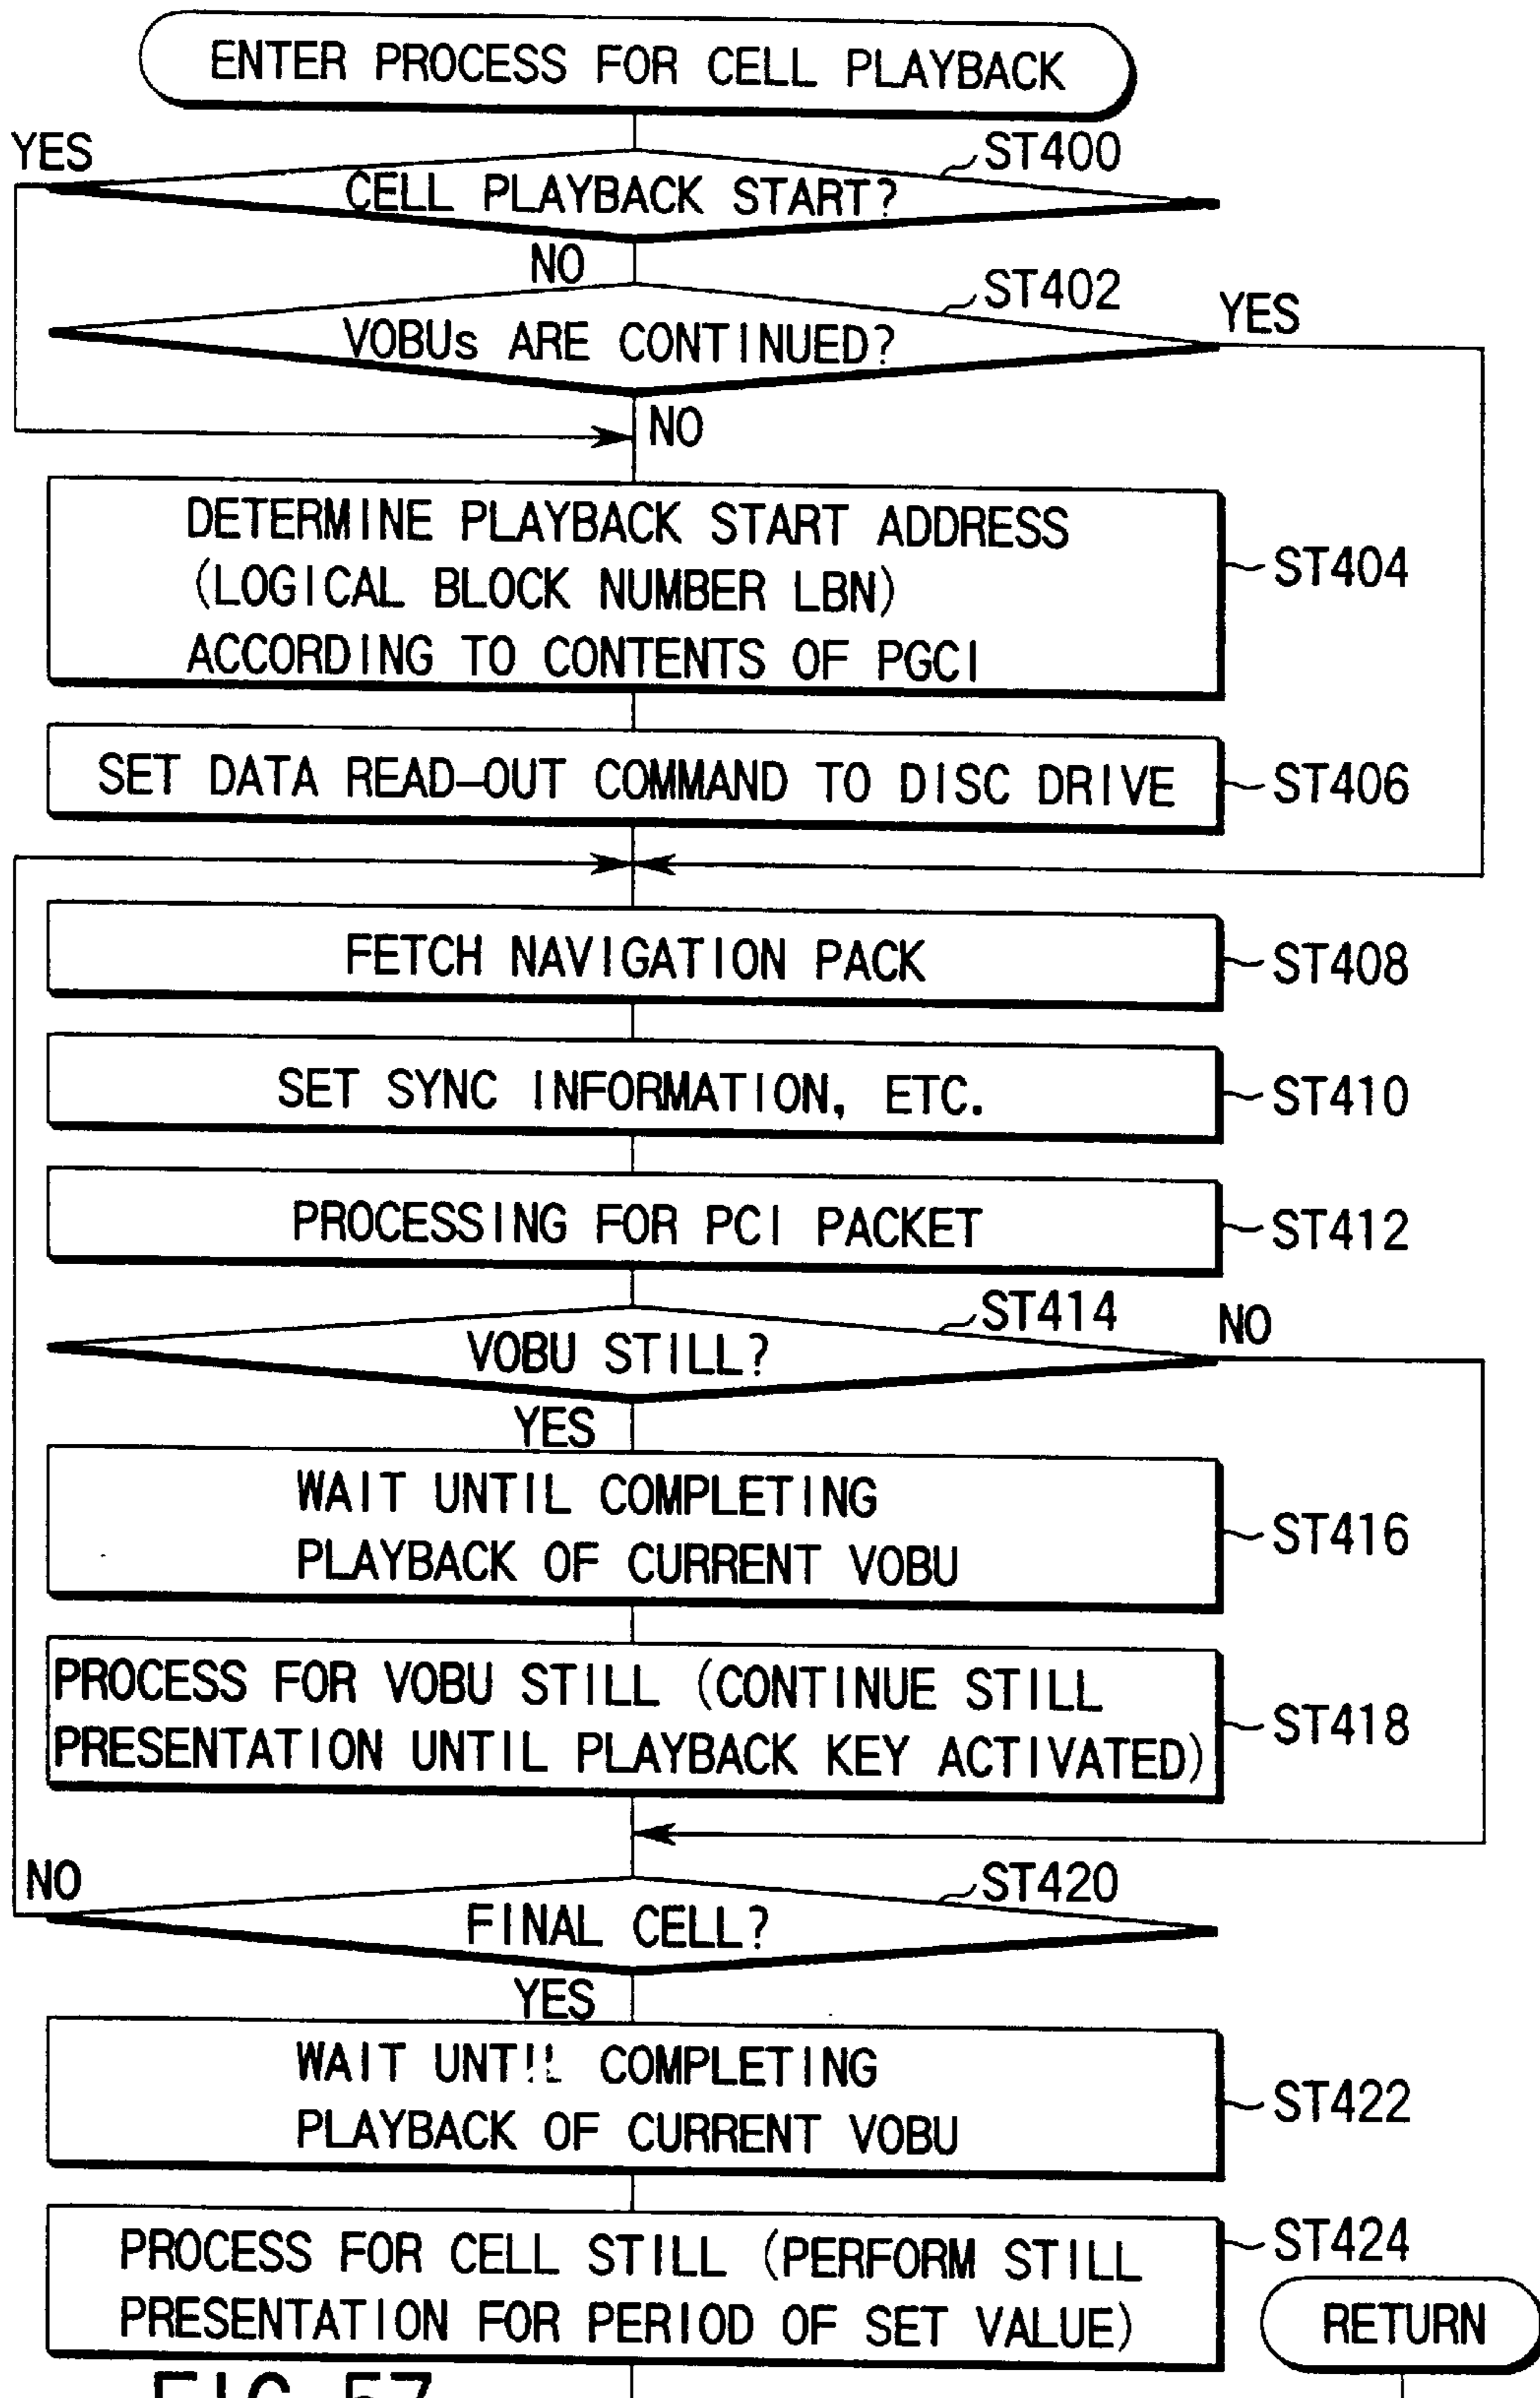 ENTER PROCESS FOR CELL PLAYBACK
YES
ST400
CELL PLAYBACK START?
NO
ST402
YES
VOBUs ARE CONTINUED?
NO
DETERMINE PLAYBACK START ADDRESS
(LOGICAL BLOCK NUMBER LBN)
ACCORDING TO CONTENTS OF PGCI
ST404
SET DATA READ-OUT COMMAND TO DISC DRIVE
ST406
FETCH NAVIGATION PACK
ST408
SET SYNC INFORMATION, ETC.
ST410
PROCESSING FOR PCI PACKET
ST412
ST414
NO
VOBU STILL?
YES
WAIT UNTIL COMPLETING
PLAYBACK OF CURRENT VOBU
ST416
PROCESS FOR VOBU STILL (CONTINUE STILL
PRESENTATION UNTIL PLAYBACK KEY ACTIVATED)
ST418
NO
ST420
FINAL CELL?
YES
WAIT UNTIL COMPLETING
PLAYBACK OF CURRENT VOBU
ST422
PROCESS FOR CELL STILL (PERFORM STILL
PRESENTATION FOR PERIOD OF SET VALUE)
ST424
RETURN
FIG. 57